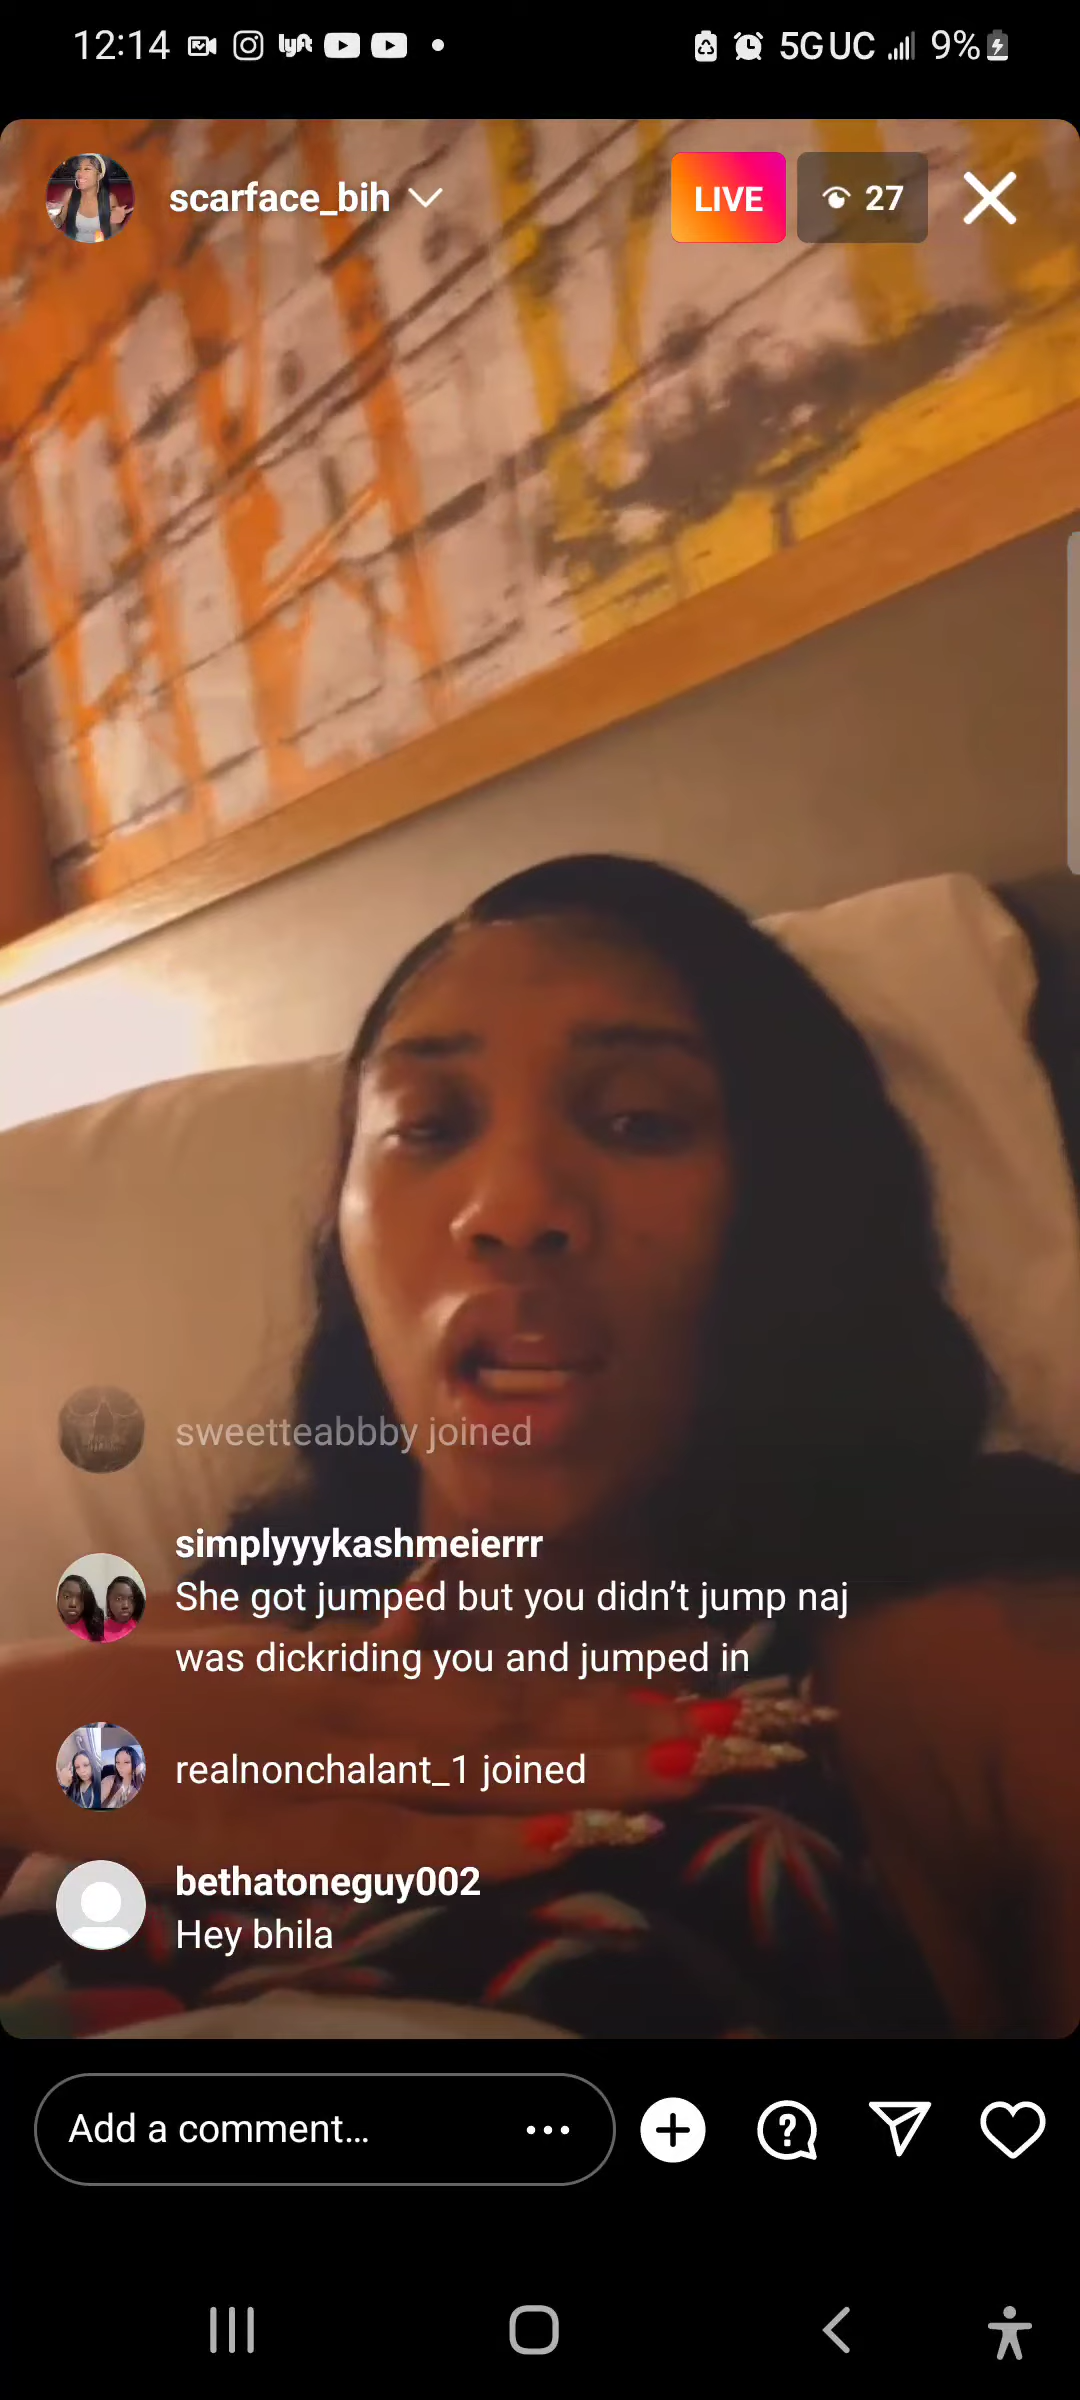 12:14 lyft 5G UC 9%
scarface_bih LIVE 27
sweetteabbby joined
simplyyykashmeierrr
She got jumped but you didn’t jump naj
was dickriding you and jumped in
realnonchalant_1 joined
bethatoneguy002
Hey bhila
Add a comment...